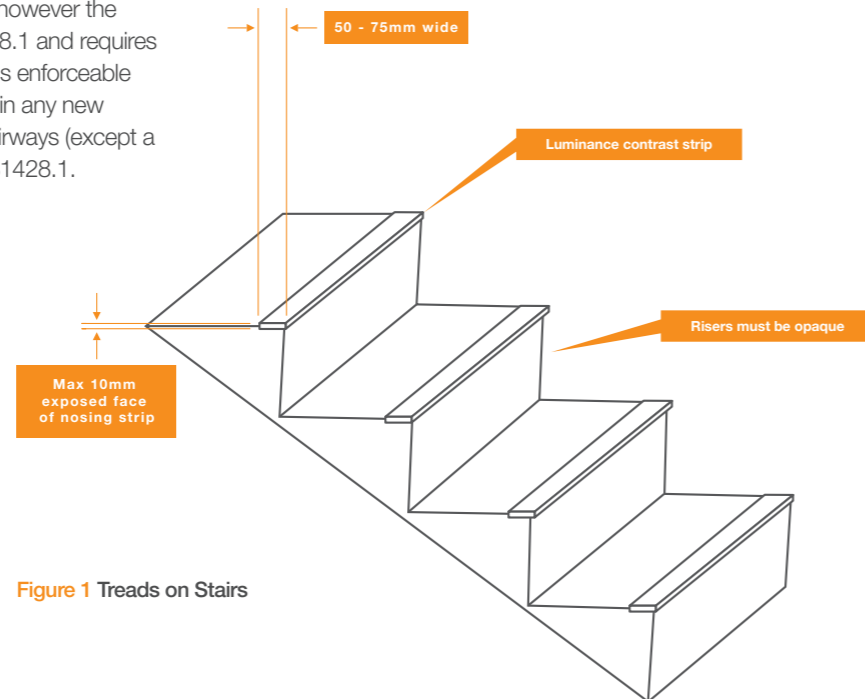 however the
8.1 and requires
s enforceable
in any new
irways (except a
1428.1.
50 - 75mm wide
Luminance contrast strip
Risers must be opaque
Max 10mm
exposed face
of nosing strip
Figure 1 Treads on Stairs